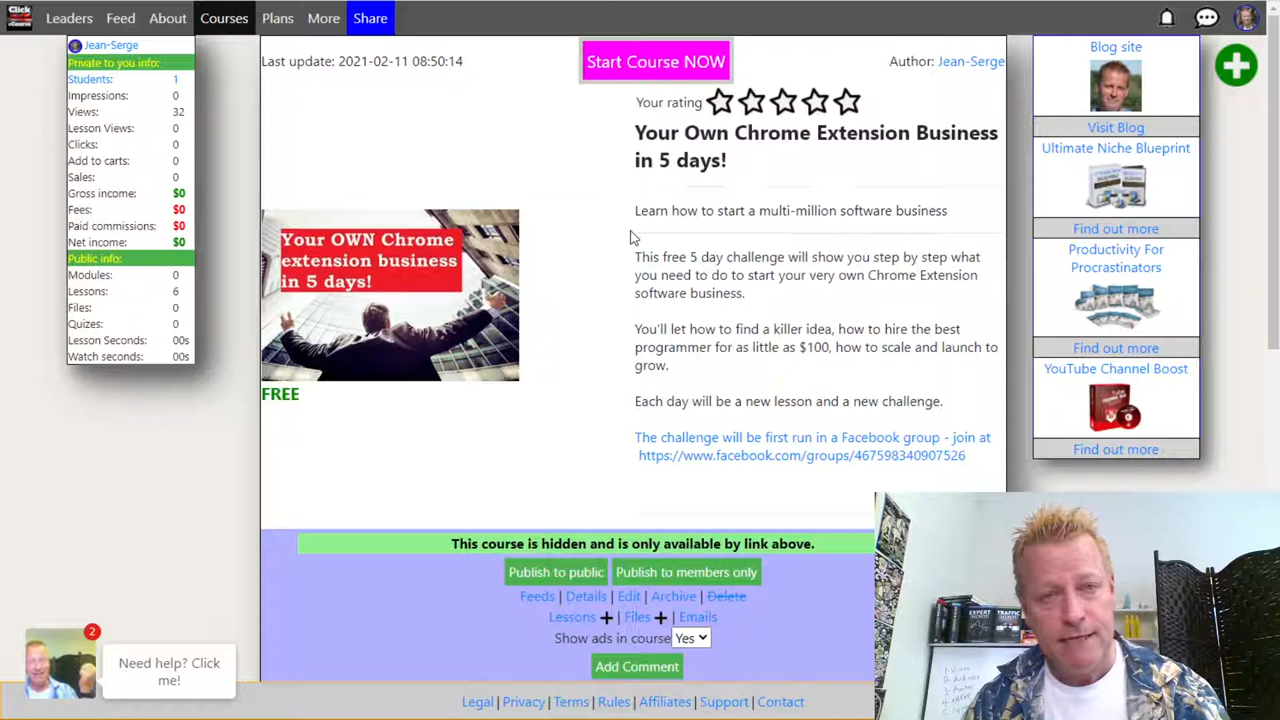 Click
Leaders
Feed
About
Courses
Plans
More
Share
Jean-Serge
Private to you info:
Students: 1
Impressions: 0
Views: 32
Lesson Views: 0
Clicks: 0
Add to carts: 0
Sales: 0
Gross income: $0
Fees: $0
Paid commissions: $0
Net income: $0
Public info:
Modules: 0
Lessons: 6
Files: 0
Quizes: 0
Lesson Seconds: 00s
Watch seconds: 00s
Last update: 2021-02-11 08:50:14
Start Course NOW
Author: Jean-Serge
Your rating
Your Own Chrome Extension Business
in 5 days!
Learn how to start a multi-million software business
Your OWN Chrome
extension business
in 5 days!
FREE
This free 5 day challenge will show you step by step what
you need to do to start your very own Chrome Extension
software business.
You'll let how to find a killer idea, how to hire the best
programmer for as little as $100, how to scale and launch to
grow.
Each day will be a new lesson and a new challenge.
The challenge will be first run in a Facebook group - join at
https://www.facebook.com/groups/467598340907526
This course is hidden and is only available by link above.
Publish to public
Publish to members only
Feeds | Details | Edit | Archive | Delete
Lessons | Files | Emails
Show ads in course Yes
Add Comment
Blog site
Visit Blog
Ultimate Niche Blueprint
Find out more
Productivity For
Procrastinators
Find out more
YouTube Channel Boost
Find out more
2
Need help? Click
me!
EXPERT
SECRETS
TRAFFIC
SECRETS
Legal | Privacy | Terms | Rules | Affiliates | Support | Contact